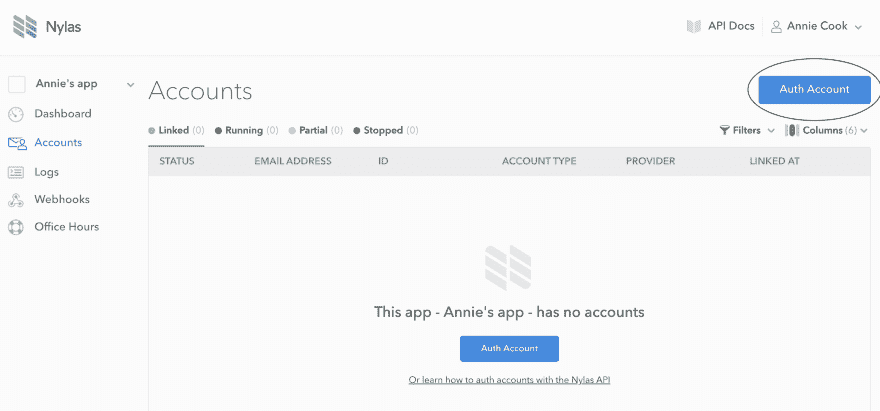 Nylas
API Docs
Annie Cook
Annie's app
Dashboard
Accounts
Logs
Webhooks
Office Hours
Accounts
Auth Account
Linked (0) Running (0) Partial (0) Stopped (0)
Filters Columns (6)
STATUS EMAIL ADDRESS ID ACCOUNT TYPE PROVIDER LINKED AT
This app - Annie's app - has no accounts
Auth Account
Or learn how to auth accounts with the Nylas API